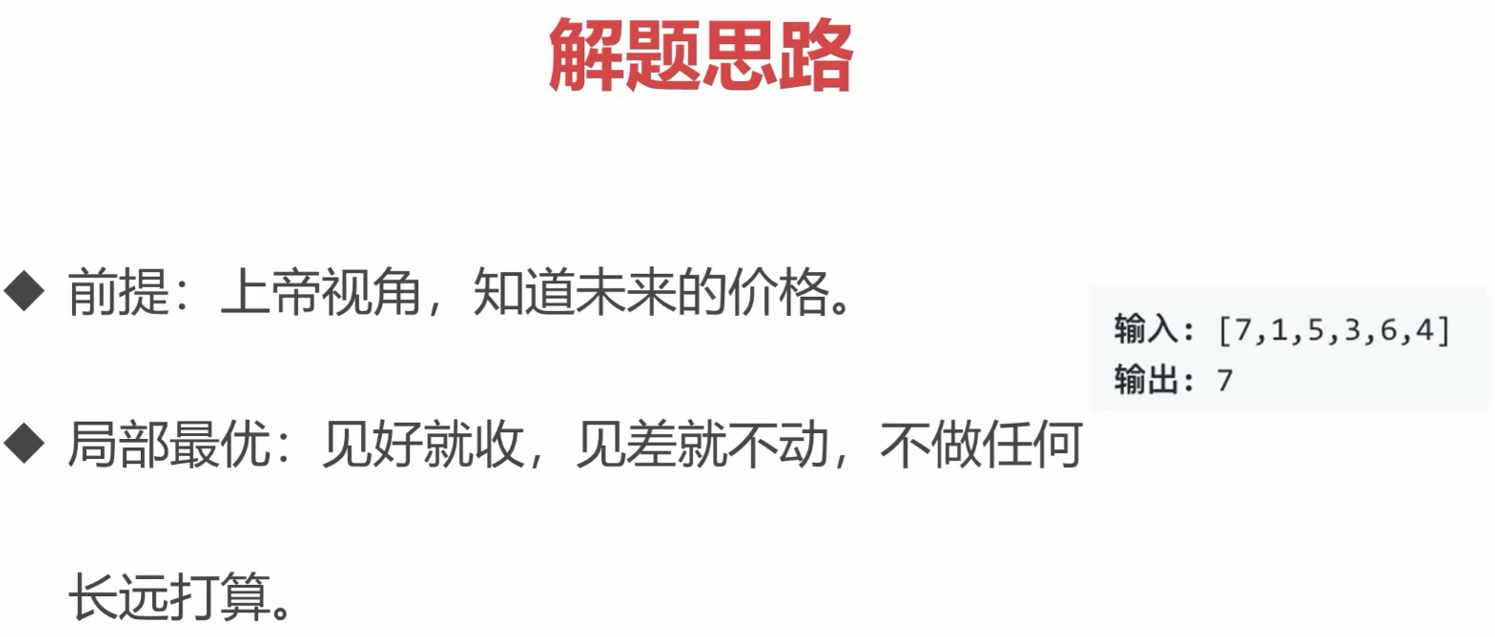 解题思路
◆ 前提：上帝视角，知道未来的价格。
输入: [7,1,5,3,6,4]
输出: 7
◆ 局部最优：见好就收，见差就不动，不做任何
长远打算。